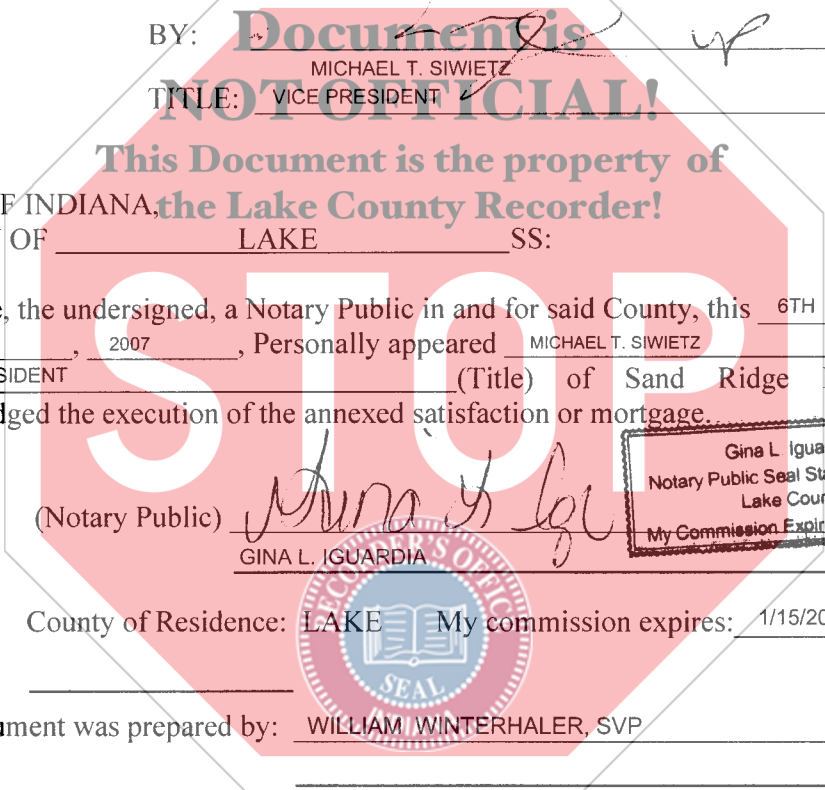 BY:
Document is
MICHAEL T. SIWIETZ
VP
NOT OFFICIAL!
TITLE: VICE PRESIDENT
This Document is the property of
the Lake County Recorder!
F INDIANA,
OF LAKE SS:
, the undersigned, a Notary Public in and for said County, this 6TH
, 2007, Personally appeared MICHAEL T. SIWIETZ
SIDENT (Title) of Sand Ridge
dged the execution of the annexed satisfaction or mortgage.
STOP
Gina L. Igua
Notary Public Seal Sta
Lake Coun
My Commission Expir
(Notary Public)
GINA L. IGUARDIA
RECORDER'S OFFICE
SEAL
INDIANA
County of Residence: LAKE My commission expires: 1/15/20
ument was prepared by: WILLIAM WINTERHALER, SVP